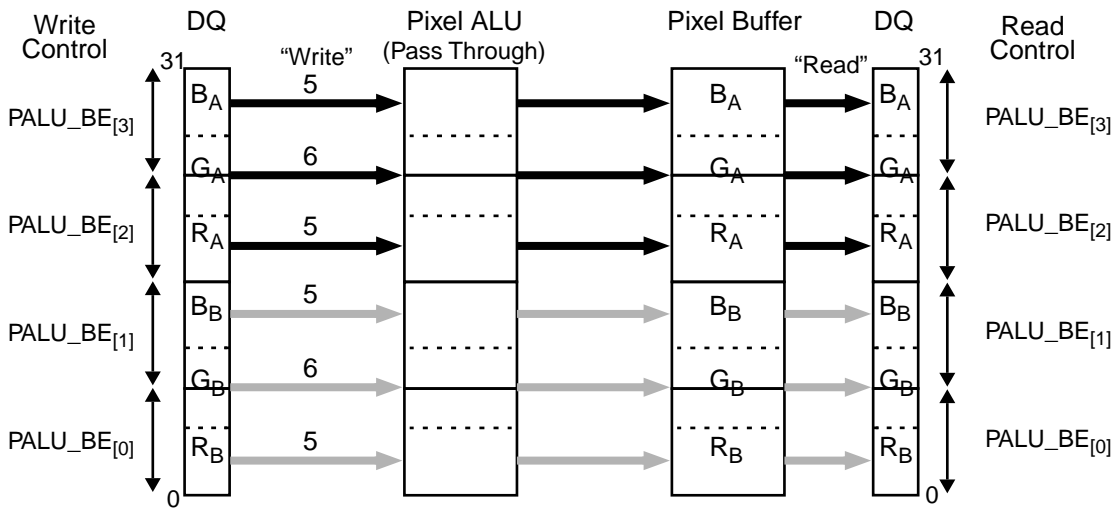 Write Control
DQ
Pixel ALU
(Pass Through)
Pixel Buffer
DQ
Read Control
31
“Write”
“Read”
31
PALU_BE[3]
BA
5
BA
BA
PALU_BE[3]
GA
6
GA
GA
PALU_BE[2]
RA
5
RA
RA
PALU_BE[2]
PALU_BE[1]
BB
5
BB
BB
PALU_BE[1]
GB
6
GB
GB
PALU_BE[0]
RB
5
RB
RB
PALU_BE[0]
0
0